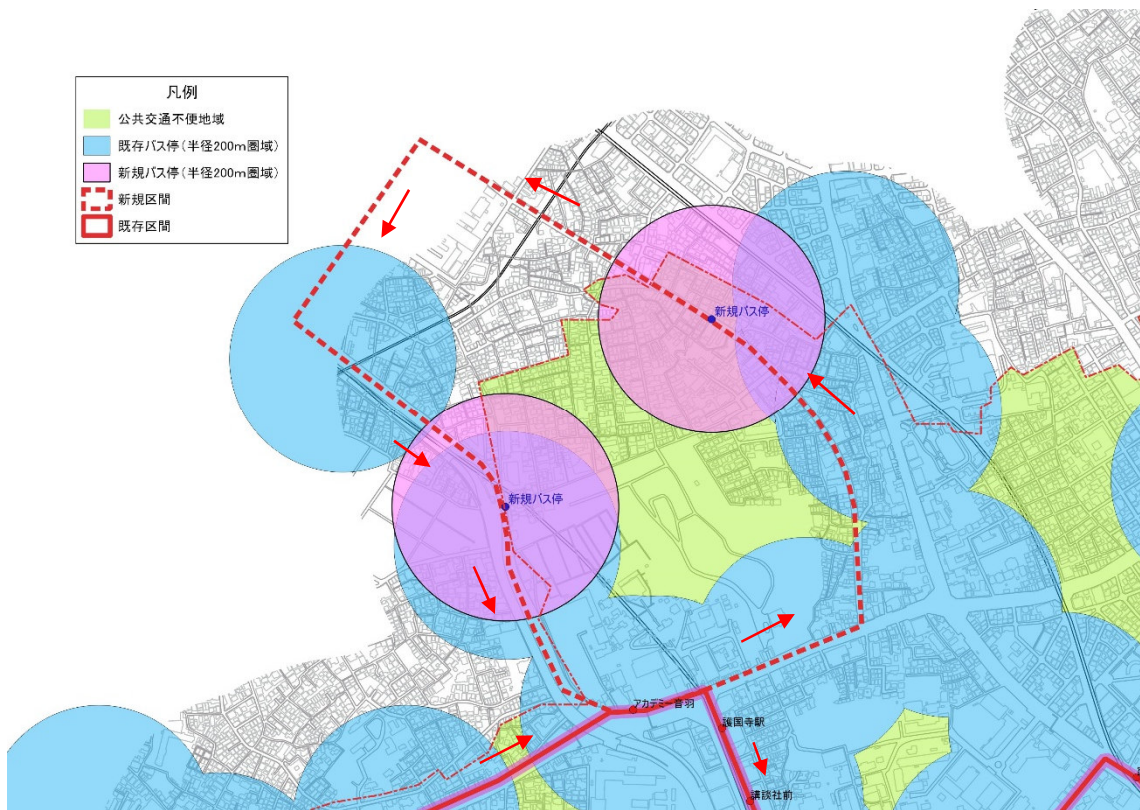 凡例
公共交通不便地域
既存バス停(半径200m圏域)
新規バス停(半径200m圏域)
新規区間
既存区間
新規バス停
新規バス停
アカデミー音羽
護国寺駅
講談社前